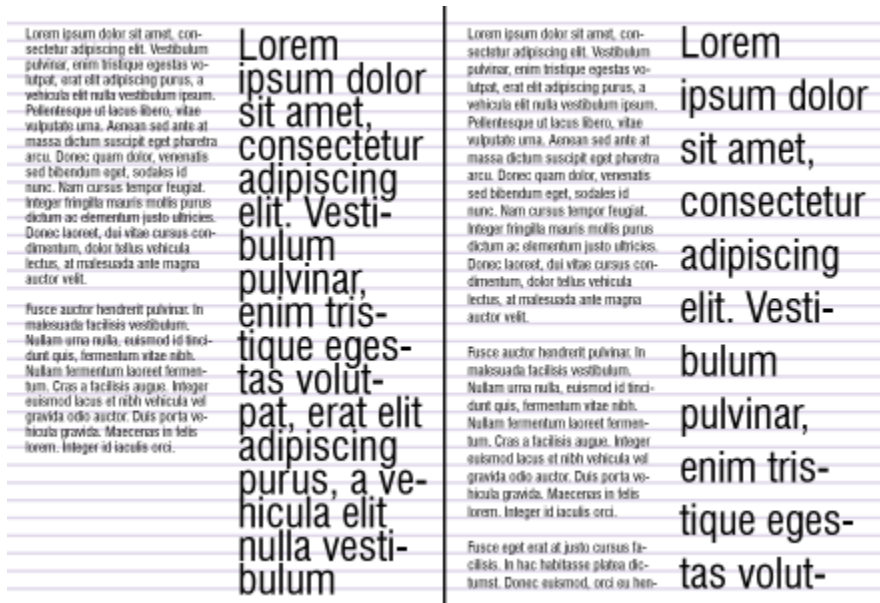 Lorem ipsum dolor sit amet, con-
sectetur adipiscing elit. Vestibulum
pulvinar, enim tristique egestas vo-
lutpat, erat elit adipiscing purus, a
vehicula elit nulla vestibulum ipsum.
Pellentesque ut lacus libero, vitae
vulputate urna. Aenean sed ante at
massa dictum suscipit eget pharetra
arcu. Donec quam dolor, venenatis
sed bibendum eget, sodales id
nunc. Nam cursus tempor feugiat.
Integer fringilla mauris mollis purus
dictum ac elementum justo ultricies.
Donec laoreet, dui vitae cursus con-
dimentum, dolor tellus vehicula
lectus, at malesuada ante magna
auctor velit.
Fusce auctor hendrerit pulvinar. In
malesuada facilisis vestibulum.
Nullam urna nulla, euismod id tinci-
dunt quis, fermentum vitae nibh.
Nullam fermentum laoreet fermen-
tum. Cras a facilisis augue. Integer
euismod lacus et nibh vehicula vel
gravida odio auctor. Duis porta ve-
hicula gravida. Maecenas in felis
lorem. Integer id iaculis orci.
Lorem
ipsum dolor
sit amet,
consectetur
adipiscing
elit. Vesti-
bulum
pulvinar,
enim tris-
tique eges-
tas volut-
pat, erat elit
adipiscing
purus, a ve-
hicula elit
nulla vesti-
bulum
Lorem ipsum dolor sit amet, con-
sectetur adipiscing elit. Vestibulum
pulvinar, enim tristique egestas vo-
lutpat, erat elit adipiscing purus, a
vehicula elit nulla vestibulum ipsum.
Pellentesque ut lacus libero, vitae
vulputate urna. Aenean sed ante at
massa dictum suscipit eget pharetra
arcu. Donec quam dolor, venenatis
sed bibendum eget, sodales id
nunc. Nam cursus tempor feugiat.
Integer fringilla mauris mollis purus
dictum ac elementum justo ultricies.
Donec laoreet, dui vitae cursus con-
dimentum, dolor tellus vehicula
lectus, at malesuada ante magna
auctor velit.
Fusce auctor hendrerit pulvinar. In
malesuada facilisis vestibulum.
Nullam urna nulla, euismod id tinci-
dunt quis, fermentum vitae nibh.
Nullam fermentum laoreet fermen-
tum. Cras a facilisis augue. Integer
euismod lacus et nibh vehicula vel
gravida odio auctor. Duis porta ve-
hicula gravida. Maecenas in felis
lorem. Integer id iaculis orci.
Fusce eget erat at justo cursus fa-
cilisis. In hac habitasse platea dic-
tumst. Donec euismod, orci eu hen-
Lorem
ipsum dolor
sit amet,
consectetur
adipiscing
elit. Vesti-
bulum
pulvinar,
enim tris-
tique eges-
tas volut-